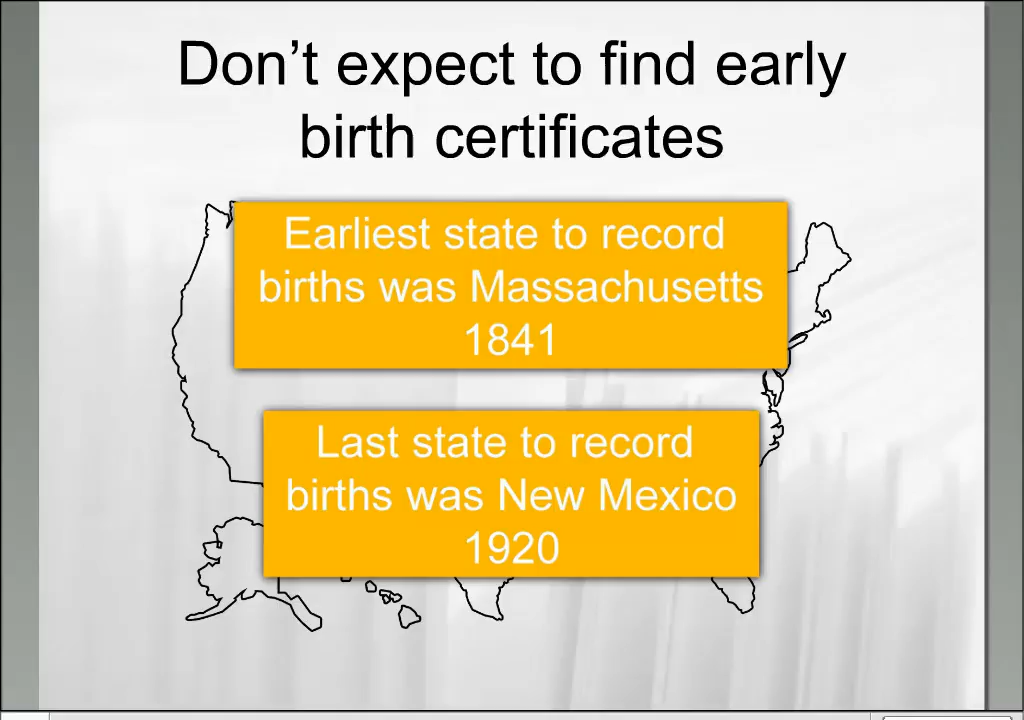 Don’t expect to find early
birth certificates
Earliest state to record
births was Massachusetts
1841
Last state to record
births was New Mexico
1920